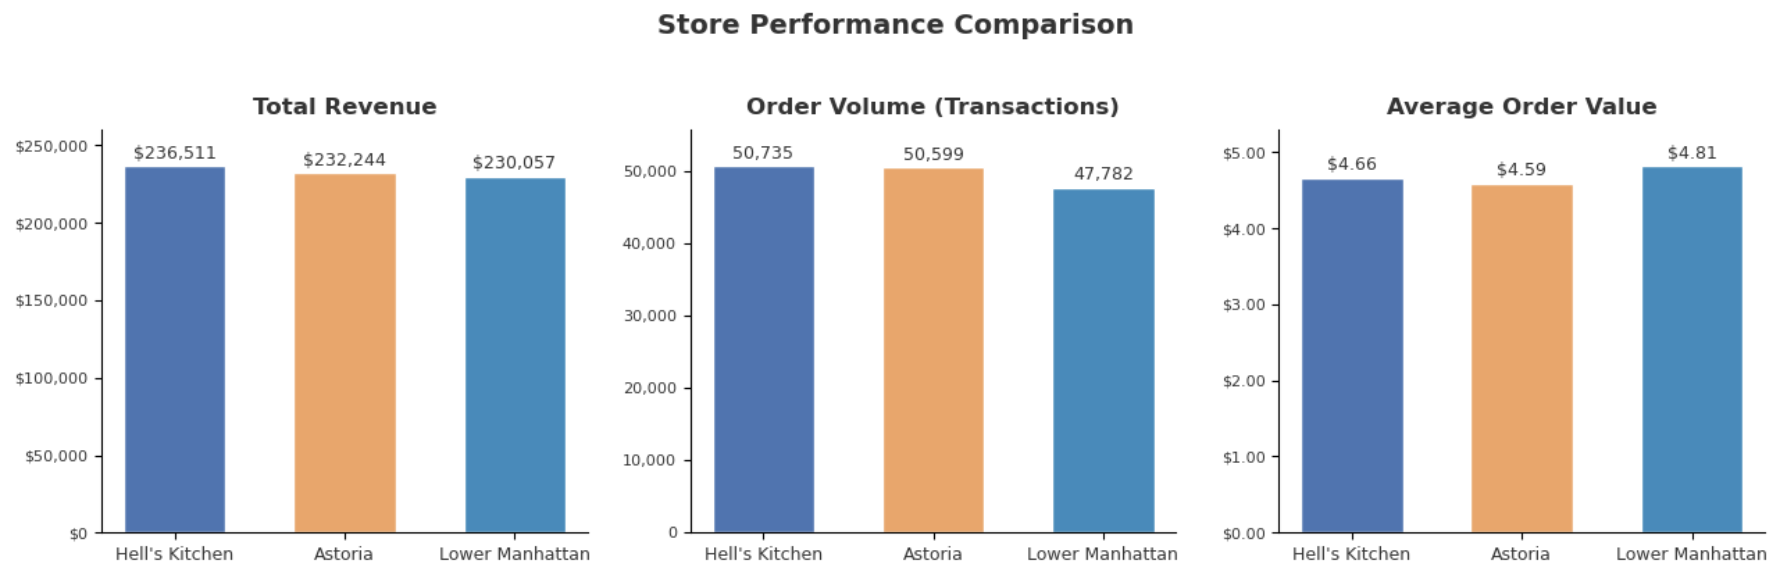 Store Performance Comparison
Total Revenue
$250,000
$200,000
$150,000
$100,000
$50,000
$0
$236,511
$232,244
$230,057
Hell's Kitchen
Astoria
Lower Manhattan
Order Volume (Transactions)
50,000
40,000
30,000
20,000
10,000
0
50,735
50,599
47,782
Hell's Kitchen
Astoria
Lower Manhattan
Average Order Value
$5.00
$4.00
$3.00
$2.00
$1.00
$0.00
$4.66
$4.59
$4.81
Hell's Kitchen
Astoria
Lower Manhattan